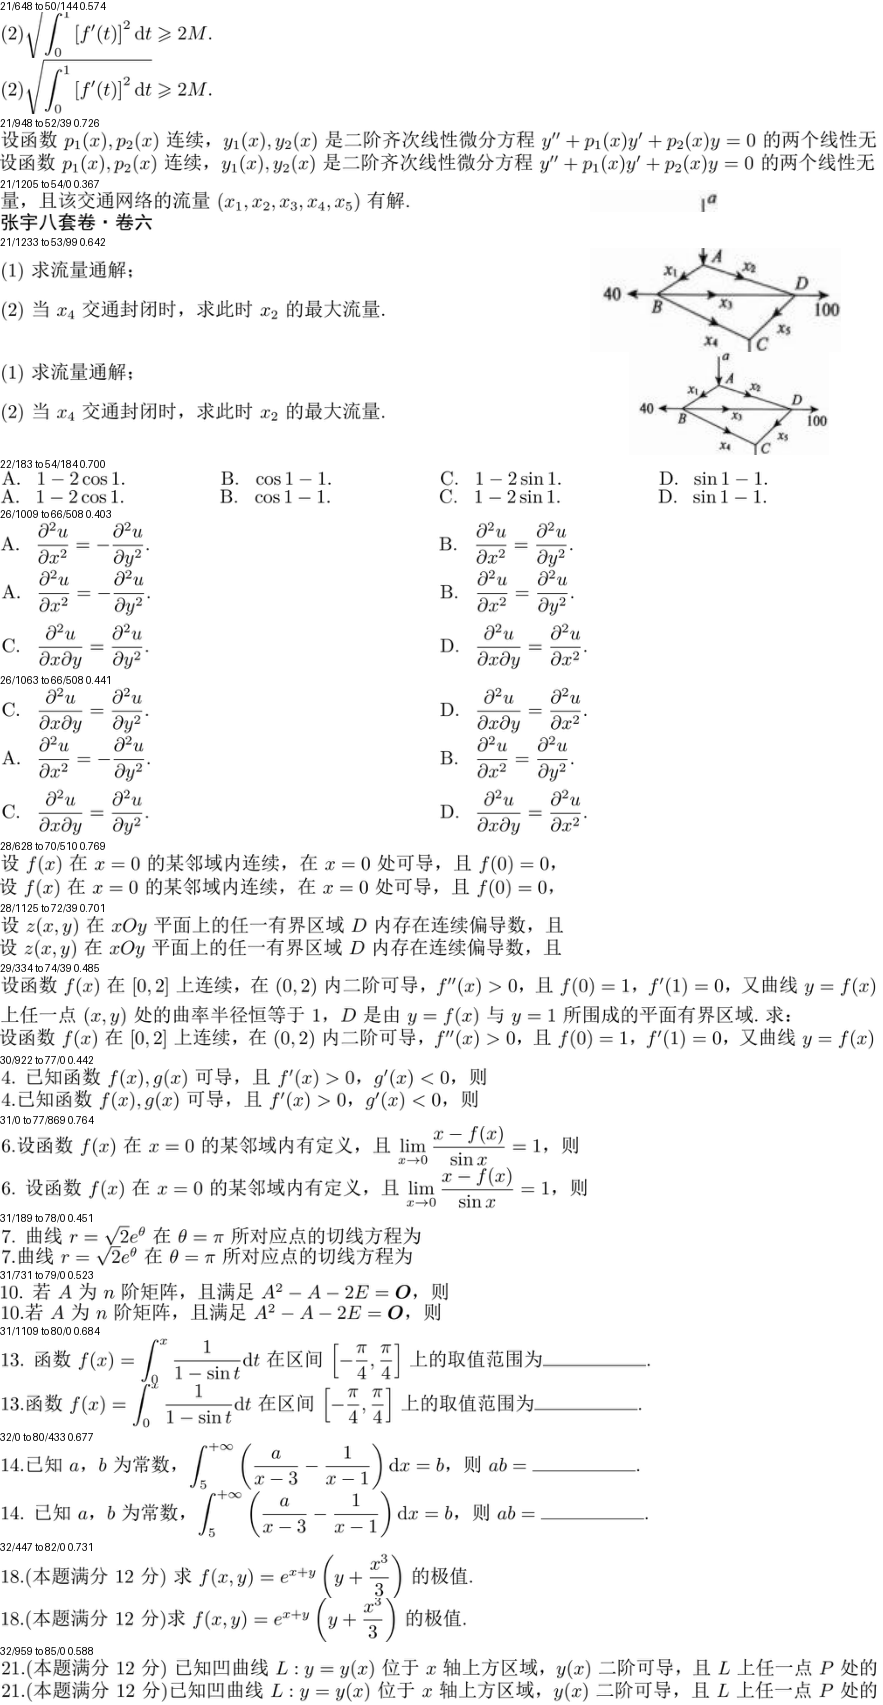 21/648 to 50/144 0.574
(2) √∫₀¹ [f′(t)]² dt ⩾ 2M.
(2) √∫₀¹ [f′(t)]² dt ⩾ 2M.
21/948 to 52/39 0.726
设函数 p₁(x), p₂(x) 连续，y₁(x), y₂(x) 是二阶齐次线性微分方程 y″ + p₁(x)y′ + p₂(x)y = 0 的两个线性无
设函数 p₁(x), p₂(x) 连续，y₁(x), y₂(x) 是二阶齐次线性微分方程 y″ + p₁(x)y′ + p₂(x)y = 0 的两个线性无
21/1205 to 54/0 0.367
量，且该交通网络的流量 (x₁, x₂, x₃, x₄, x₅) 有解. a
张宇八套卷・卷六
21/1233 to 53/99 0.642
(1) 求流量通解；
(2) 当 x₄ 交通封闭时，求此时 x₂ 的最大流量.
A x₁ x₂ D 40 B x₃ 100 x₅ x₄ C
(1) 求流量通解；
(2) 当 x₄ 交通封闭时，求此时 x₂ 的最大流量.
a A x₁ x₂ D 40 B x₃ 100 x₅ x₄ C
22/183 to 54/184 0.700
A. 1 − 2 cos 1. B. cos 1 − 1. C. 1 − 2 sin 1. D. sin 1 − 1.
A. 1 − 2 cos 1. B. cos 1 − 1. C. 1 − 2 sin 1. D. sin 1 − 1.
26/1009 to 66/508 0.403
A. ∂²u/∂x² = −∂²u/∂y². B. ∂²u/∂x² = ∂²u/∂y².
A. ∂²u/∂x² = −∂²u/∂y². B. ∂²u/∂x² = ∂²u/∂y².
C. ∂²u/∂x∂y = ∂²u/∂y². D. ∂²u/∂x∂y = ∂²u/∂x².
26/1063 to 66/508 0.441
C. ∂²u/∂x∂y = ∂²u/∂y². D. ∂²u/∂x∂y = ∂²u/∂x².
A. ∂²u/∂x² = −∂²u/∂y². B. ∂²u/∂x² = ∂²u/∂y².
C. ∂²u/∂x∂y = ∂²u/∂y². D. ∂²u/∂x∂y = ∂²u/∂x².
28/628 to 70/510 0.769
设 f(x) 在 x = 0 的某邻域内连续，在 x = 0 处可导，且 f(0) = 0，
设 f(x) 在 x = 0 的某邻域内连续，在 x = 0 处可导，且 f(0) = 0，
28/1125 to 72/39 0.701
设 z(x, y) 在 xOy 平面上的任一有界区域 D 内存在连续偏导数，且
设 z(x, y) 在 xOy 平面上的任一有界区域 D 内存在连续偏导数，且
29/334 to 74/39 0.485
设函数 f(x) 在 [0, 2] 上连续，在 (0, 2) 内二阶可导，f″(x) > 0，且 f(0) = 1，f′(1) = 0，又曲线 y = f(x)
上任一点 (x, y) 处的曲率半径恒等于 1，D 是由 y = f(x) 与 y = 1 所围成的平面有界区域. 求：
设函数 f(x) 在 [0, 2] 上连续，在 (0, 2) 内二阶可导，f″(x) > 0，且 f(0) = 1，f′(1) = 0，又曲线 y = f(x)
30/922 to 77/0 0.442
4. 已知函数 f(x), g(x) 可导，且 f′(x) > 0，g′(x) < 0，则
4.已知函数 f(x), g(x) 可导，且 f′(x) > 0，g′(x) < 0，则
31/0 to 77/869 0.764
6.设函数 f(x) 在 x = 0 的某邻域内有定义，且 lim x→0 (x − f(x))/sin x = 1，则
6. 设函数 f(x) 在 x = 0 的某邻域内有定义，且 lim x→0 (x − f(x))/sin x = 1，则
31/189 to 78/0 0.451
7. 曲线 r = √2e^θ 在 θ = π 所对应点的切线方程为
7.曲线 r = √2e^θ 在 θ = π 所对应点的切线方程为
31/731 to 79/0 0.523
10. 若 A 为 n 阶矩阵，且满足 A² − A − 2E = O，则
10.若 A 为 n 阶矩阵，且满足 A² − A − 2E = O，则
31/1109 to 80/0 0.684
13. 函数 f(x) = ∫₀ˣ 1/(1 − sin t) dt 在区间 [−π/4, π/4] 上的取值范围为__________.
13.函数 f(x) = ∫₀ˣ 1/(1 − sin t) dt 在区间 [−π/4, π/4] 上的取值范围为__________.
32/0 to 80/433 0.677
14.已知 a，b 为常数，∫₅^{+∞} (a/(x − 3) − 1/(x − 1)) dx = b，则 ab = __________.
14. 已知 a，b 为常数，∫₅^{+∞} (a/(x − 3) − 1/(x − 1)) dx = b，则 ab = __________.
32/447 to 82/0 0.731
18.(本题满分 12 分) 求 f(x, y) = e^{x+y} (y + x³/3) 的极值.
18.(本题满分 12 分)求 f(x, y) = e^{x+y} (y + x³/3) 的极值.
32/959 to 85/0 0.588
21.(本题满分 12 分) 已知凹曲线 L : y = y(x) 位于 x 轴上方区域，y(x) 二阶可导，且 L 上任一点 P 处的
21.(本题满分 12 分)已知凹曲线 L : y = y(x) 位于 x 轴上方区域，y(x) 二阶可导，且 L 上任一点 P 处的